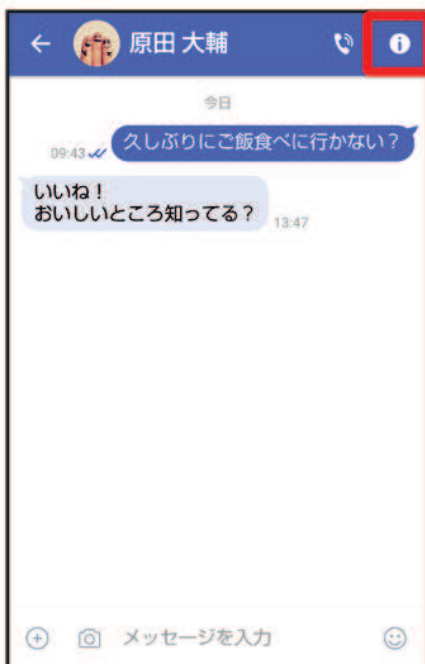 原田 大輔
今日
久しぶりにご飯食べに行かない？
09:43
いいね！
おいしいところ知ってる？
13:47
メッセージを入力